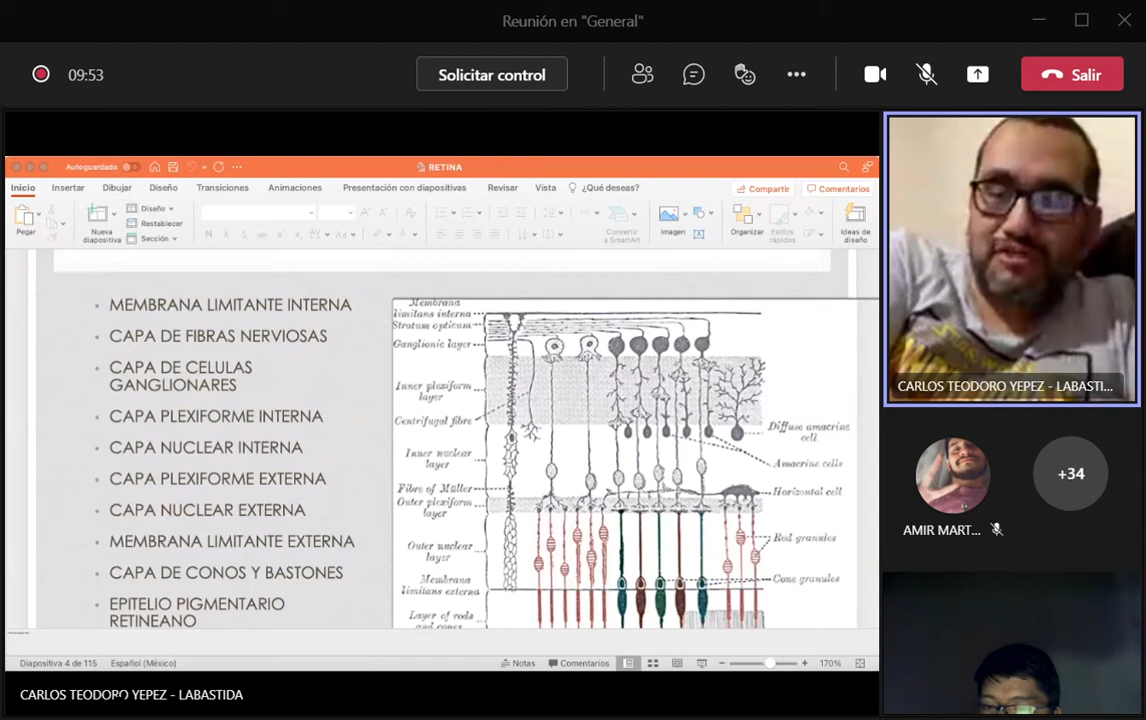 Reunión en "General"
09:53
Solicitar control
Salir
Autoguardado
RETINA
Inicio Insertar Dibujar Diseño Transiciones Animaciones Presentación con diapositivas Revisar Vista ¿Qué deseas? Compartir Comentarios
Pegar
Nueva diapositiva
Diseño
Restablecer
Sección
Convertir a SmartArt
Imagen
Organizar
Estilos rápidos
Ideas de diseño
MEMBRANA LIMITANTE INTERNA
CAPA DE FIBRAS NERVIOSAS
CAPA DE CELULAS
GANGLIONARES
CAPA PLEXIFORME INTERNA
CAPA NUCLEAR INTERNA
CAPA PLEXIFORME EXTERNA
CAPA NUCLEAR EXTERNA
MEMBRANA LIMITANTE EXTERNA
CAPA DE CONOS Y BASTONES
EPITELIO PIGMENTARIO
RETINEANO
Membrana
limitans interna
Stratum opticum
Ganglionic layer
Inner plexiform
layer
Centrifugal fibre
Inner nuclear
layer
Fibre of Müller
Outer plexiform
layer
Outer nuclear
layer
Membrana
limitans externa
Layer of rods
and cones
Diffuse amacrine
cell
Amacrine cells
Horizontal cell
Rod granules
Cone granules
Diapositiva 4 de 115 Español (México) Notas Comentarios 170%
CARLOS TEODORO YEPEZ - LABASTIDA
CARLOS TEODORO YEPEZ - LABASTI...
AMIR MART...
+34